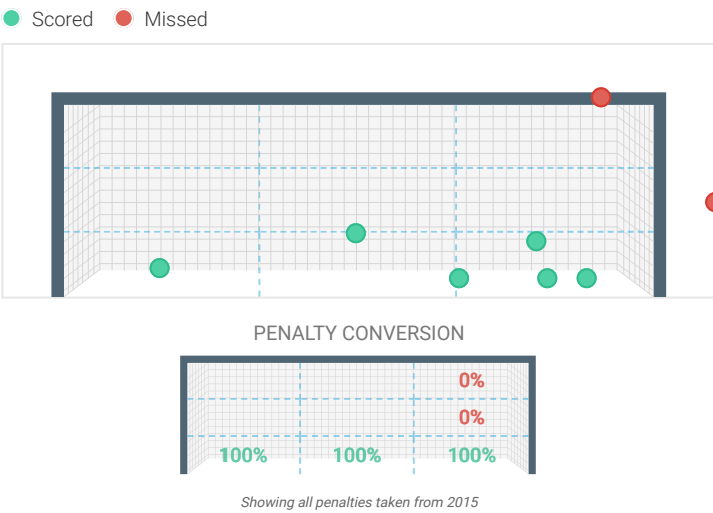 Scored Missed
PENALTY CONVERSION
0%
0%
100% 100% 100%
Showing all penalties taken from 2015